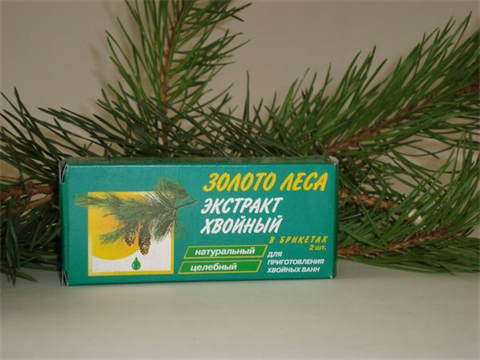 ЗОЛОТО ЛЕСА
ЭКСТРАКТ
ХВОЙНЫЙ
В БРИКЕТАХ
2 шт.
натуральный
целебный
ДЛЯ
ПРИГОТОВЛЕНИЯ
ХВОЙНЫХ ВАНН